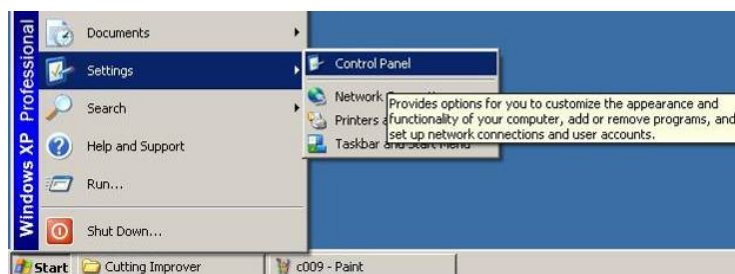 Windows XP Professional
Documents
Settings
Search
Help and Support
Run...
Shut Down...
Control Panel
Network
Printers
Taskbar and Start Menu
Provides options for you to customize the appearance and
functionality of your computer, add or remove programs, and
set up network connections and user accounts.
Start
Cutting Improver
c009 - Paint